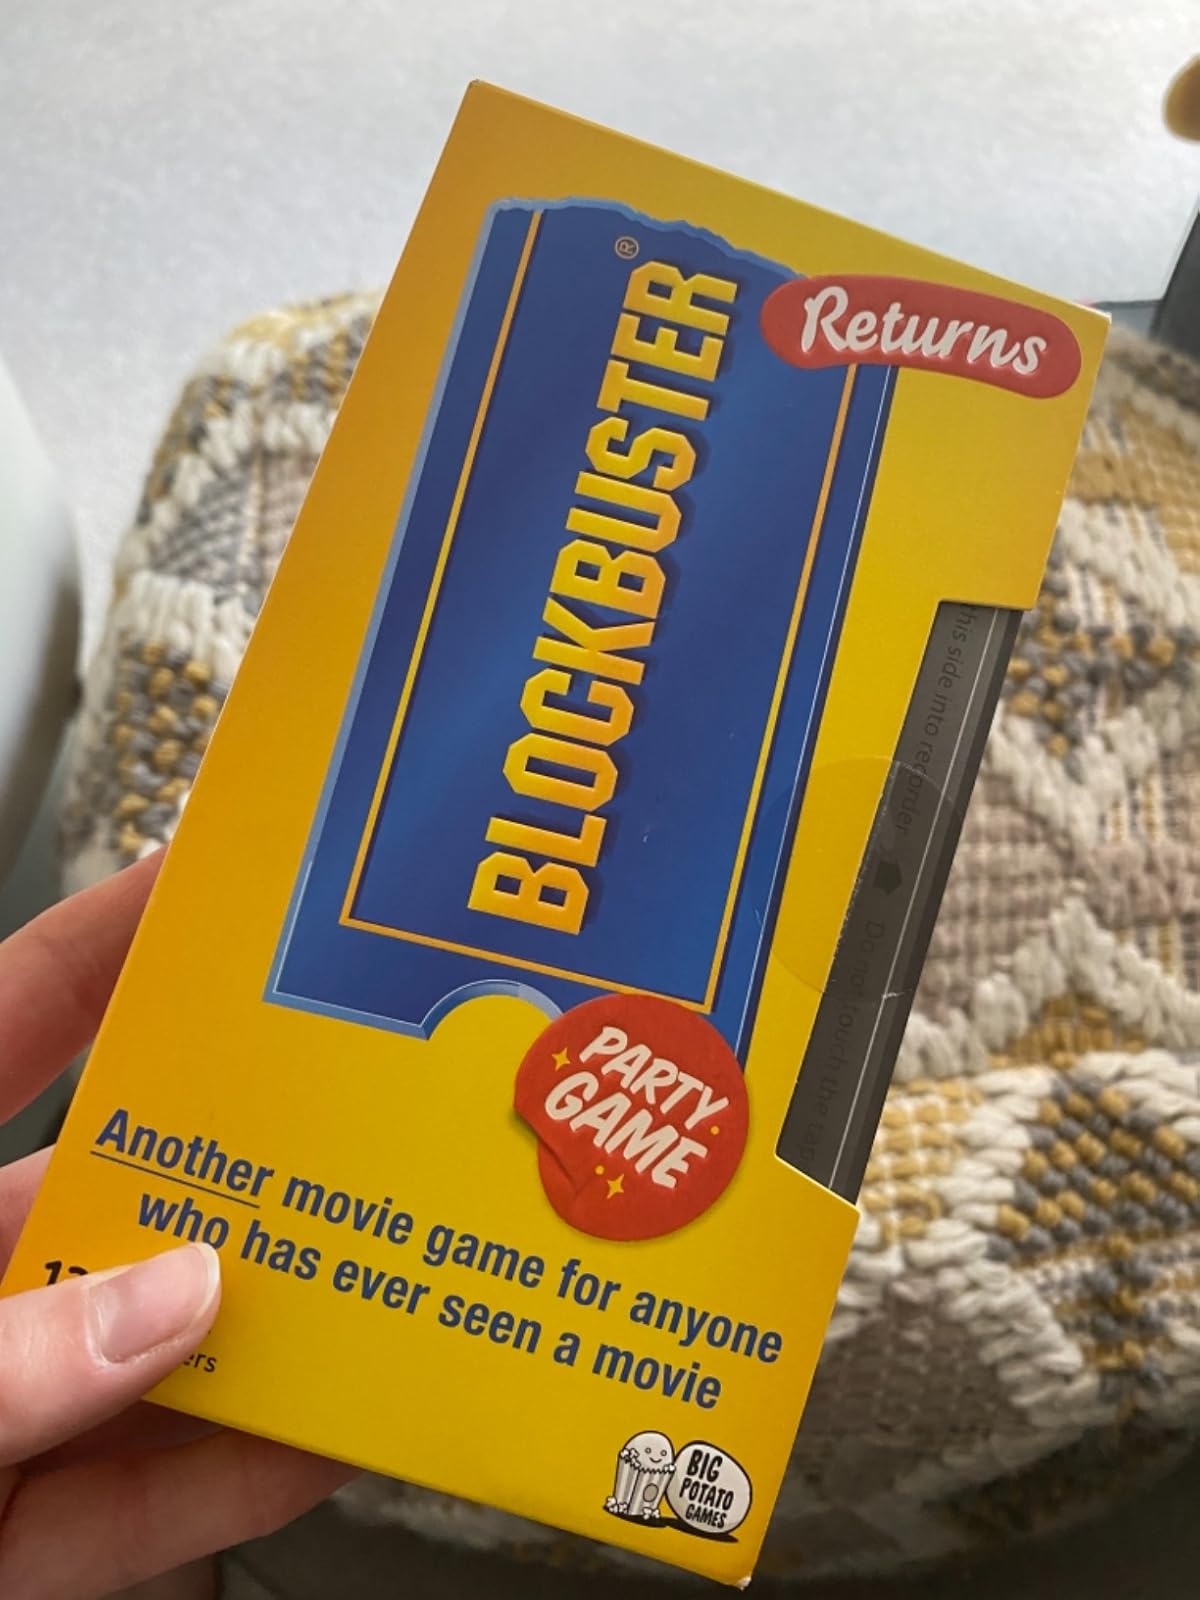 BLOCKBUSTER®
Returns
his side into recorder
Do not touch the tap
PARTY
GAME
Another movie game for anyone
who has ever seen a movie
BIG
POTATO
GAMES